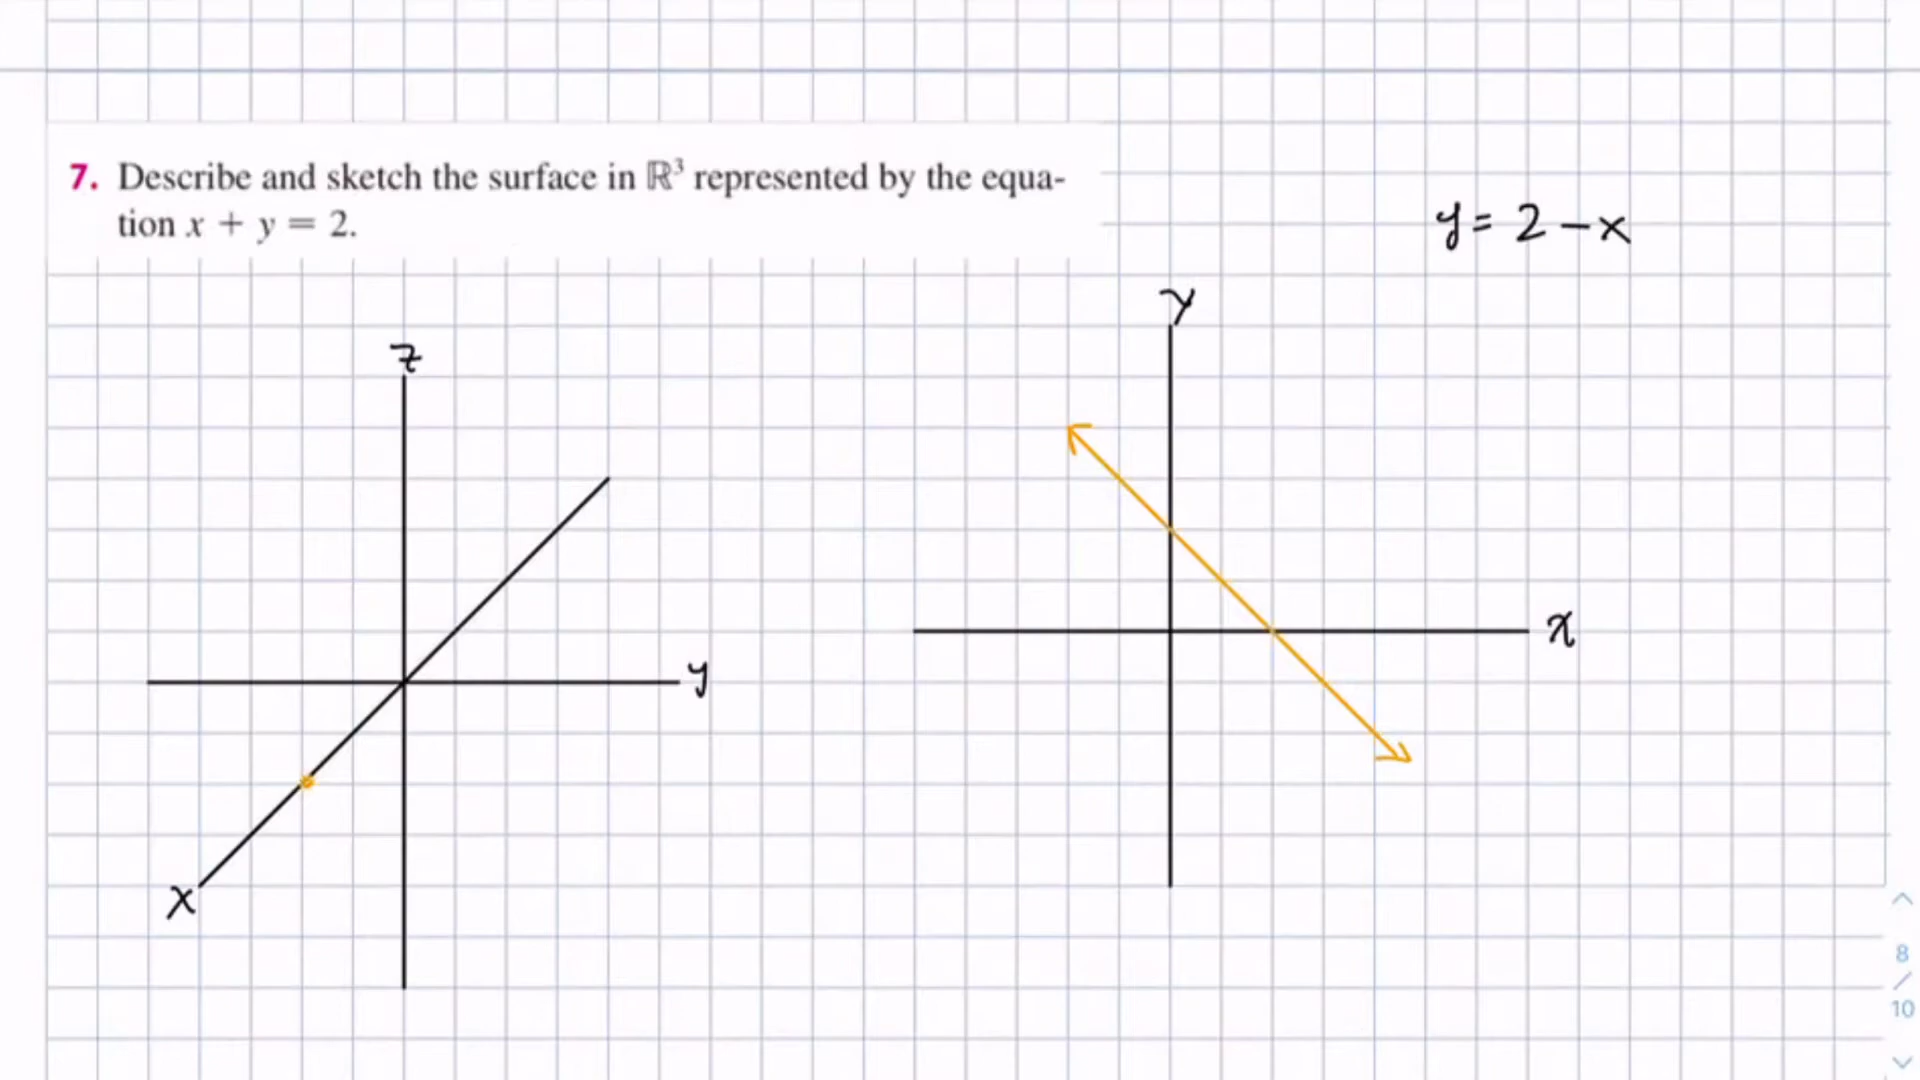 7. Describe and sketch the surface in ℝ³ represented by the equa-
tion x + y = 2.
y = 2 - x
z
y
x
y
x
8
/
10